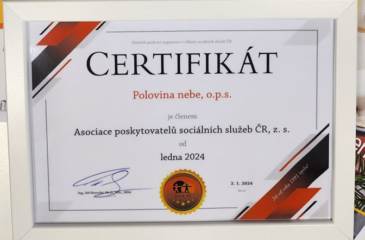 CERTIFIKÁT
Polovina nebe, o.p.s.
je členem
Asociace poskytovatelů sociálních služeb ČR, z. s.
od
ledna 2024
2. 1. 2024